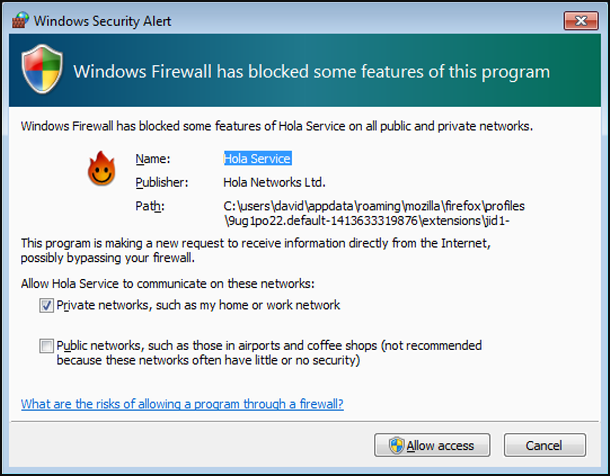 Windows Security Alert
Windows Firewall has blocked some features of this program
Windows Firewall has blocked some features of Hola Service on all public and private networks.
Name: Hola Service
Publisher: Hola Networks Ltd.
Path: C:\users\david\appdata\roaming\mozilla\firefox\profiles
\9ug1po22.default-1413633319876\extensions\jid1-
This program is making a new request to receive information directly from the Internet,
possibly bypassing your firewall.
Allow Hola Service to communicate on these networks:
Private networks, such as my home or work network
Public networks, such as those in airports and coffee shops (not recommended
because these networks often have little or no security)
What are the risks of allowing a program through a firewall?
Allow access Cancel